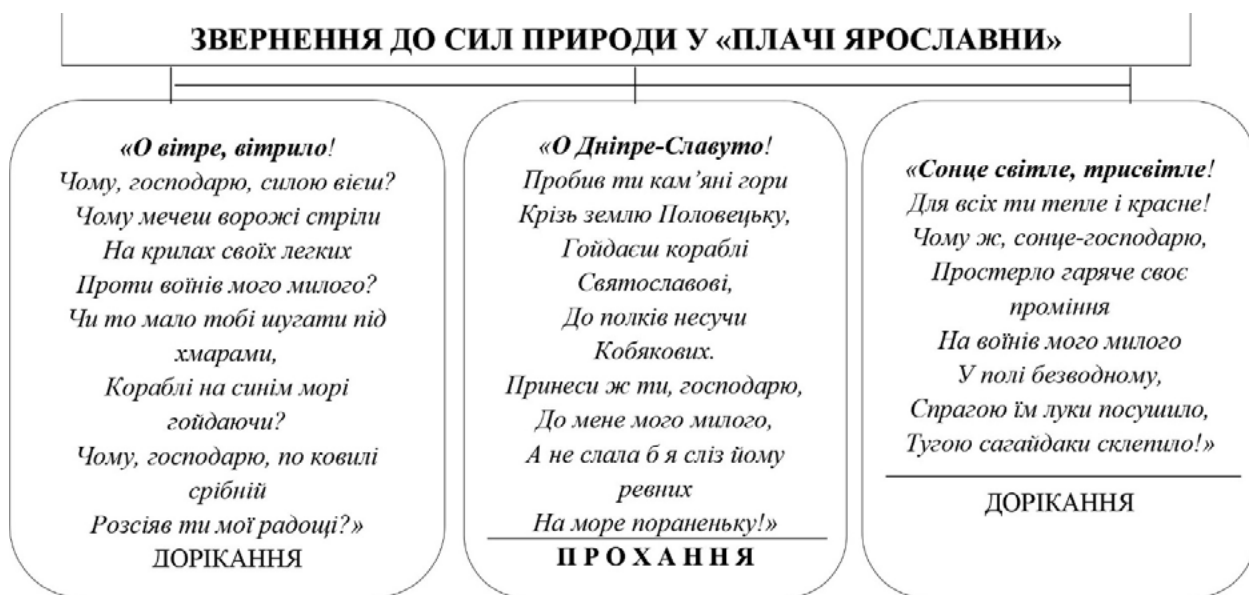 ЗВЕРНЕННЯ ДО СИЛ ПРИРОДИ У «ПЛАЧІ ЯРОСЛАВНИ»
«О вітре, вітрило!
Чому, господарю, силою вієш?
Чому мечеш ворожі стріли
На крилах своїх легких
Проти воїнів мого милого?
Чи то мало тобі шугати під
хмарами,
Кораблі на синім морі
гойдаючи?
Чому, господарю, по ковилі
срібній
Розсіяв ти мої радощі?»
ДОРІКАННЯ
«О Дніпре-Славуто!
Пробив ти кам’яні гори
Крізь землю Половецьку,
Гойдаєш кораблі
Святославові,
До полків несучи
Кобякових.
Принеси ж ти, господарю,
До мене мого милого,
А не слала б я сліз йому
ревних
На море пораненьку!»
ПРОХАННЯ
«Сонце світле, трисвітле!
Для всіх ти тепле і красне!
Чому ж, сонце-господарю,
Простерло гаряче своє
проміння
На воїнів мого милого
У полі безводному,
Спрагою їм луки посушило,
Тугою сагайдаки склепило!»
ДОРІКАННЯ